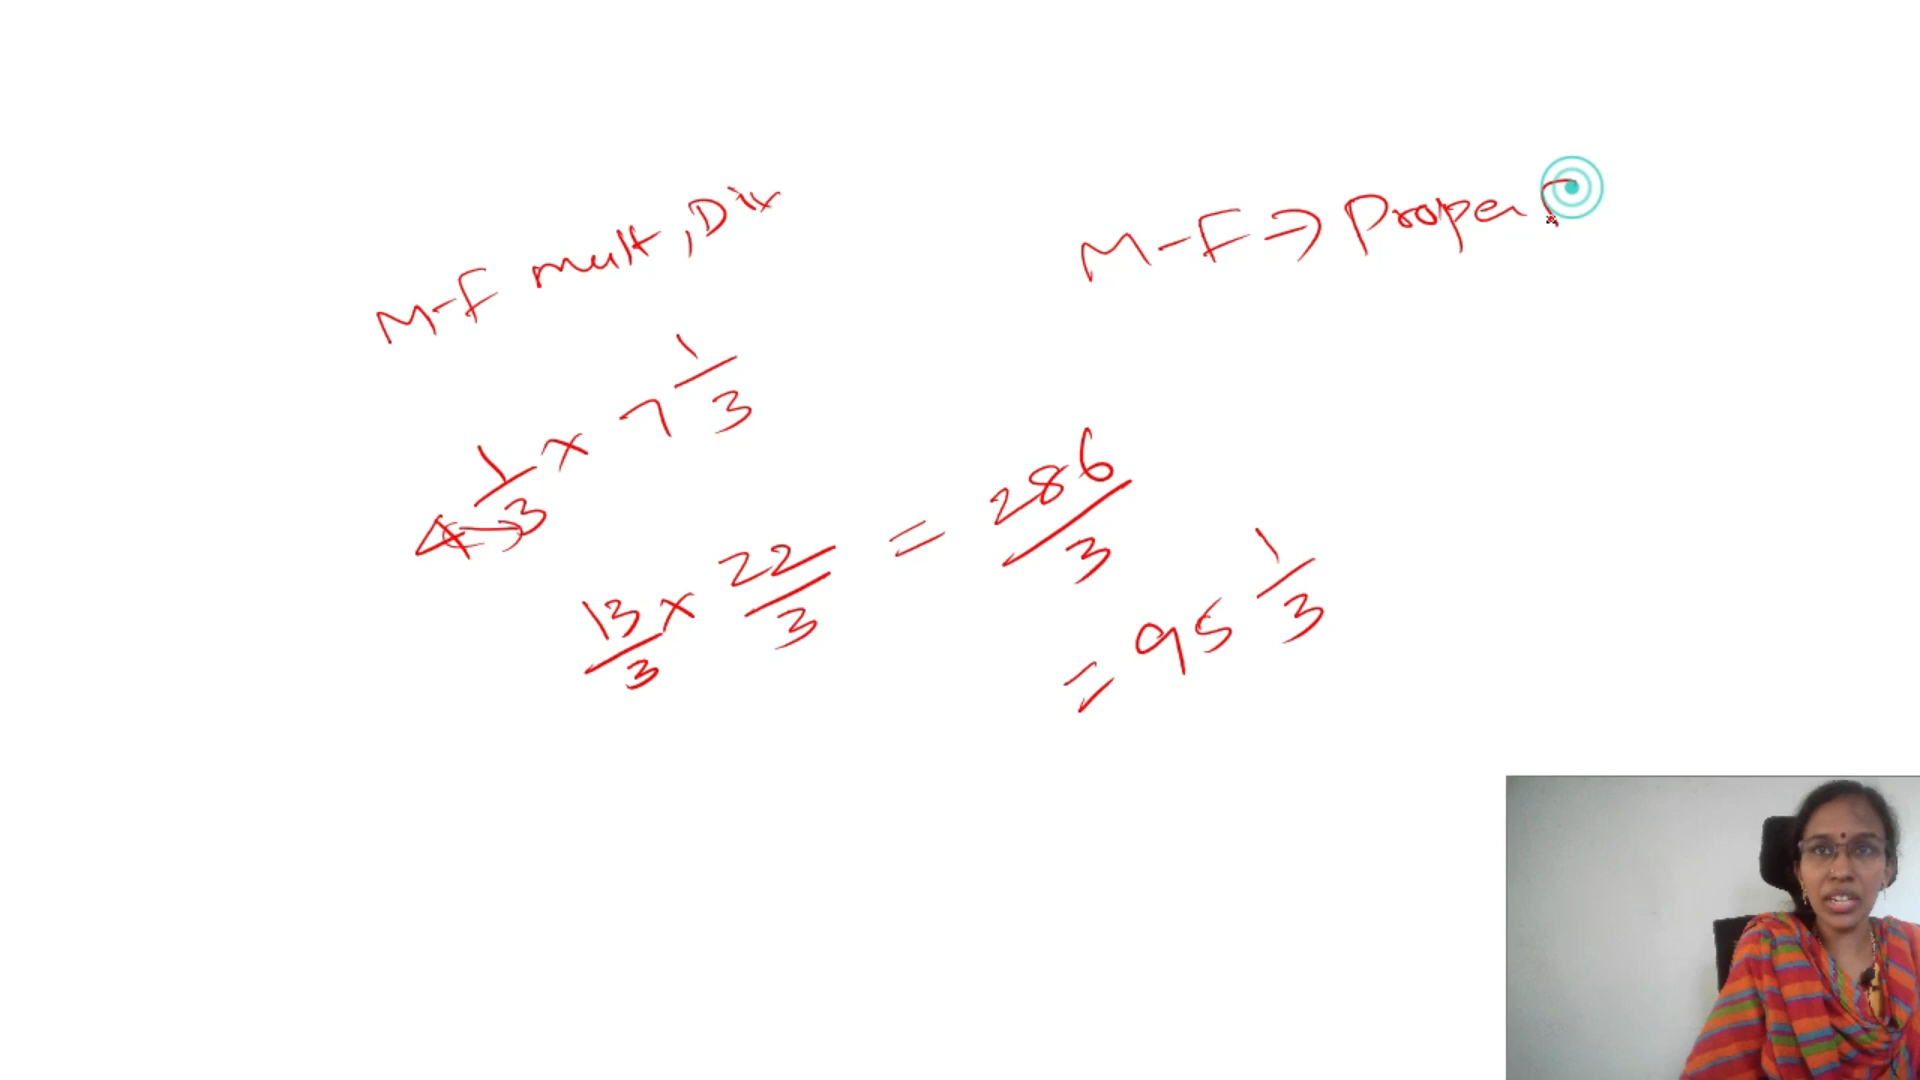 M-F mult, Div
M-F ⇒ Proper F
4 1/3 × 7 1/3
13/3 × 22/3 = 286/3
= 95 1/3